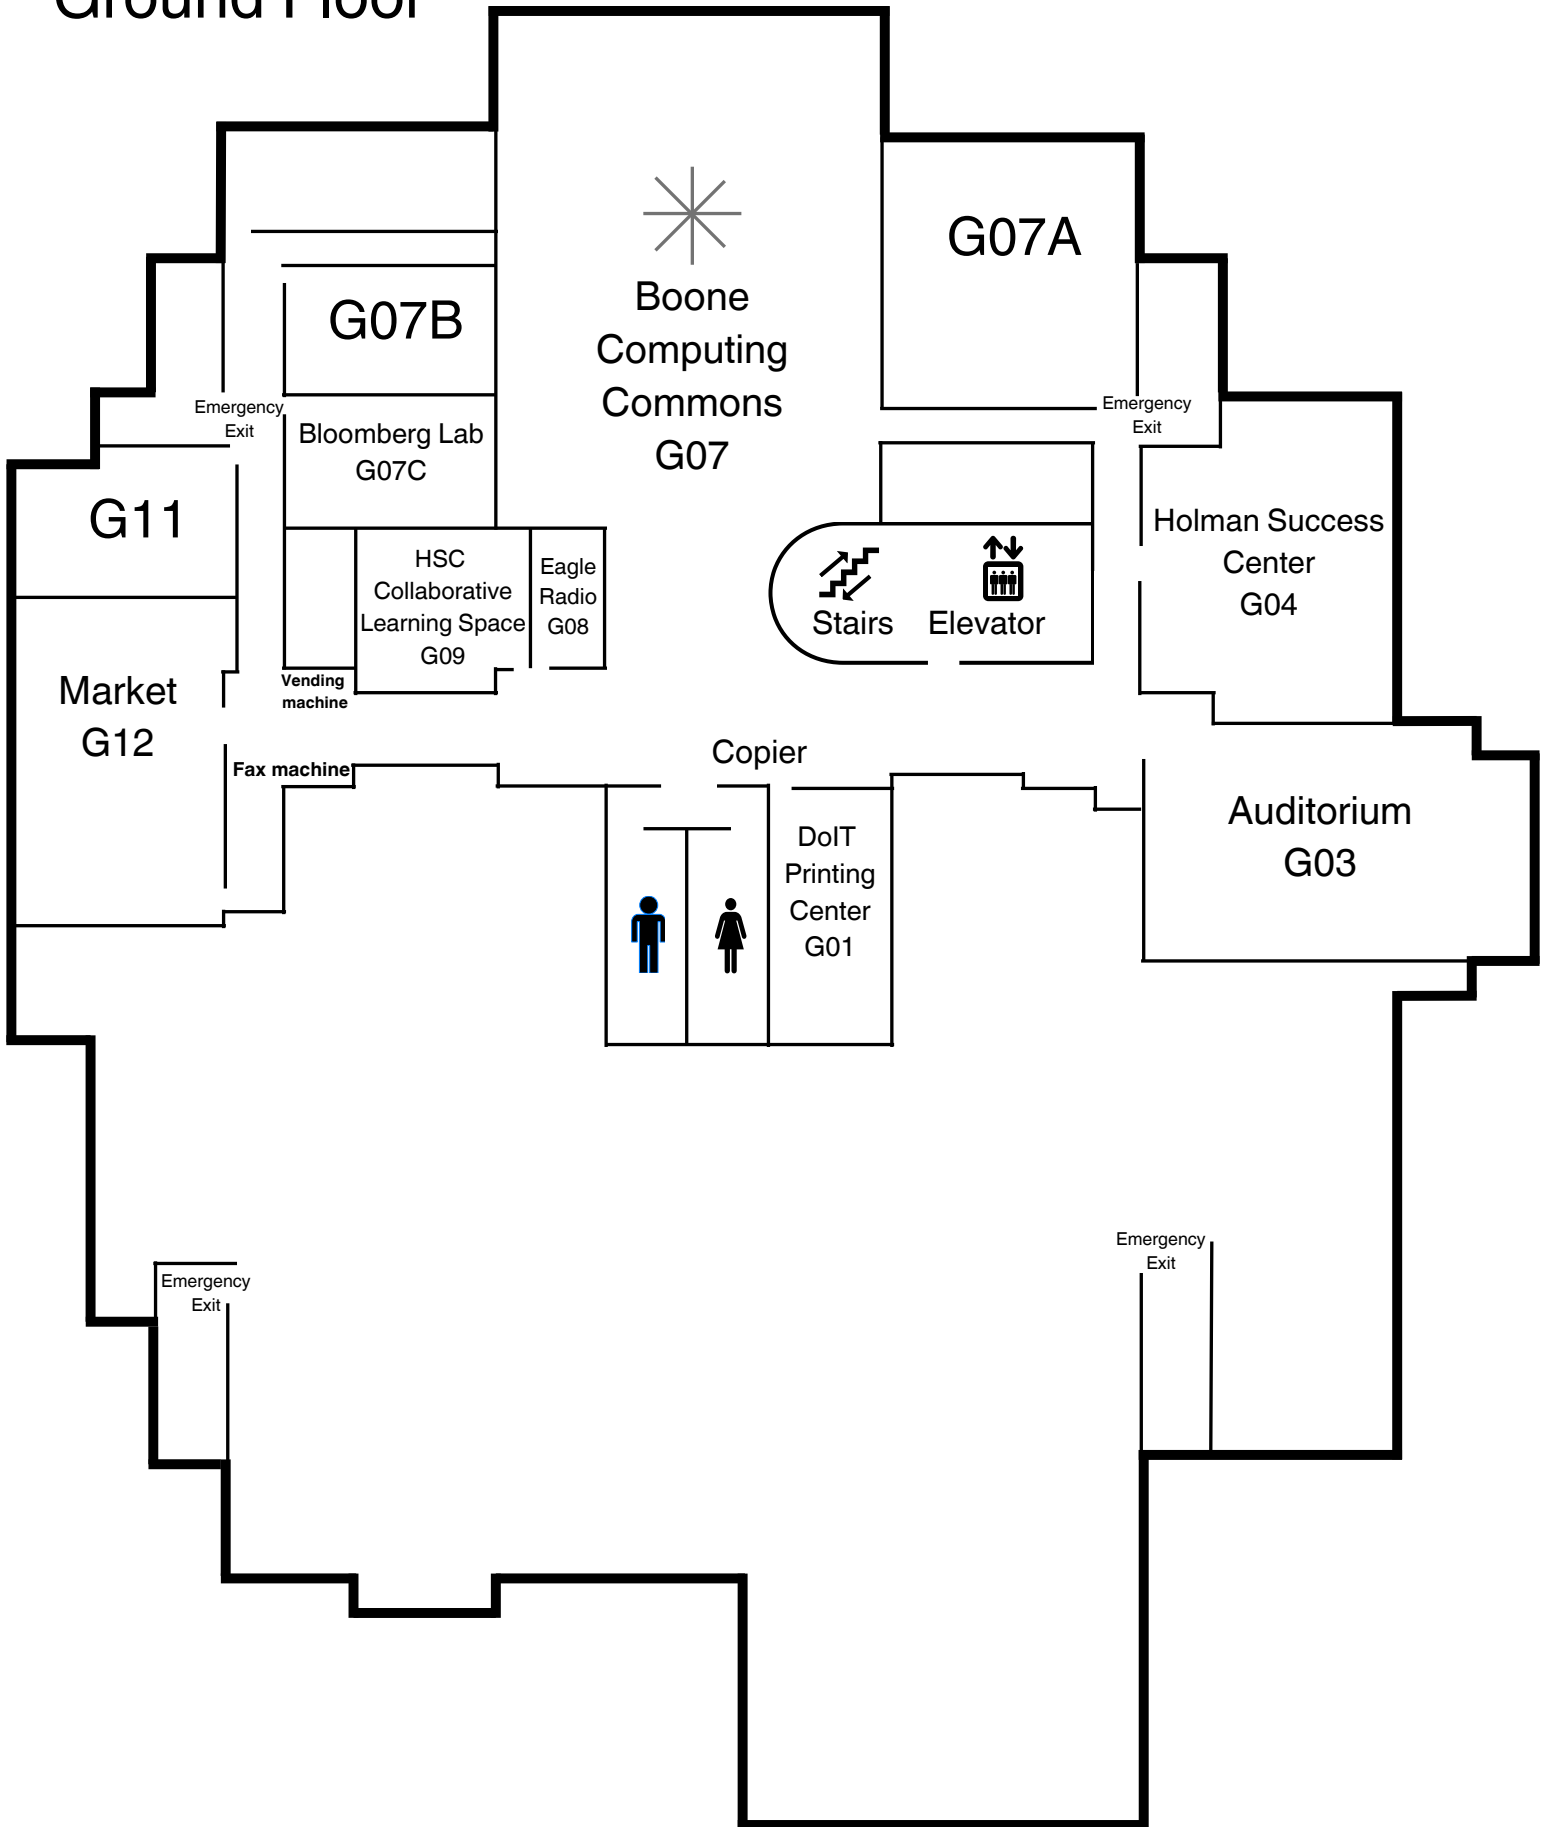 Ground Floor
G07A
Boone
Computing
Commons
G07
G07B
Emergency
Exit
Emergency
Exit
Bloomberg Lab
G07C
G11
Holman Success
Center
G04
HSC
Collaborative
Learning Space
G09
Eagle
Radio
G08
Stairs
Elevator
Vending
machine
Market
G12
Copier
Fax machine
Auditorium
G03
DoIT
Printing
Center
G01
Emergency
Exit
Emergency
Exit